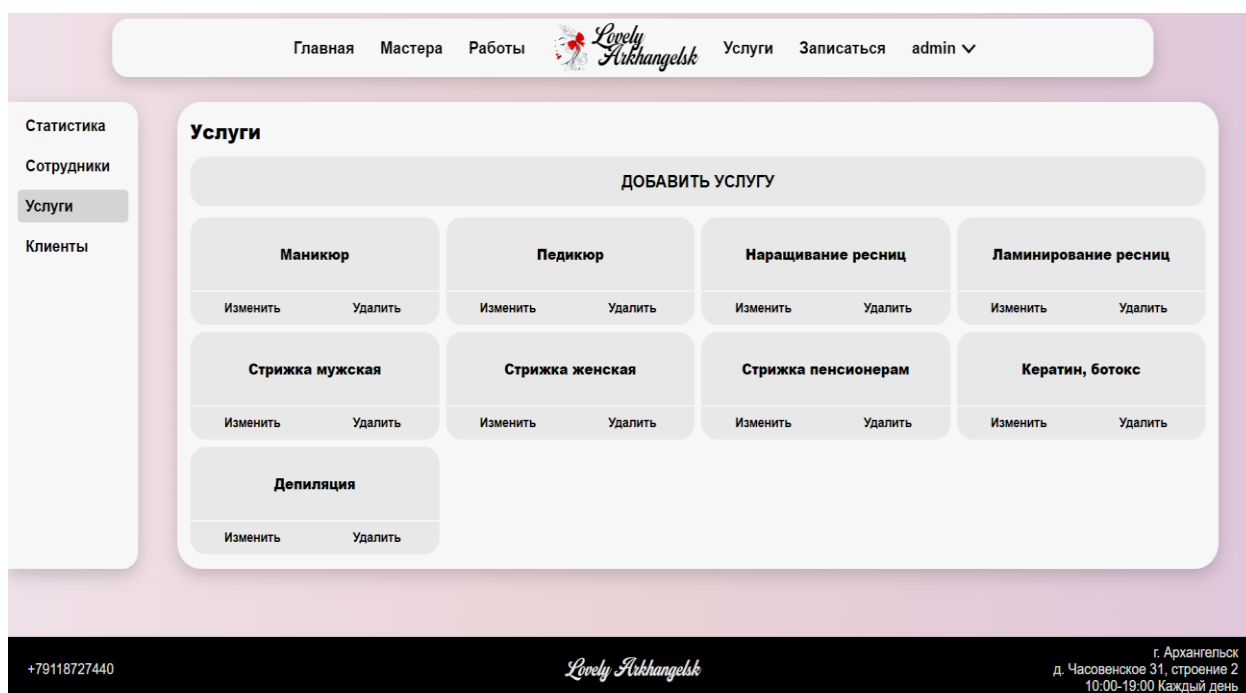 Главная Мастера Работы Lovely Arkhangelsk Услуги Записаться admin
Статистика
Сотрудники
Услуги
Клиенты
Услуги
ДОБАВИТЬ УСЛУГУ
Маникюр Педикюр Наращивание ресниц Ламинирование ресниц
Изменить Удалить Изменить Удалить Изменить Удалить Изменить Удалить
Стрижка мужская Стрижка женская Стрижка пенсионерам Кератин, ботокс
Изменить Удалить Изменить Удалить Изменить Удалить Изменить Удалить
Депиляция
Изменить Удалить
+79118727440
Lovely Arkhangelsk
г. Архангельск
д. Часовенское 31, строение 2
10:00-19:00 Каждый день